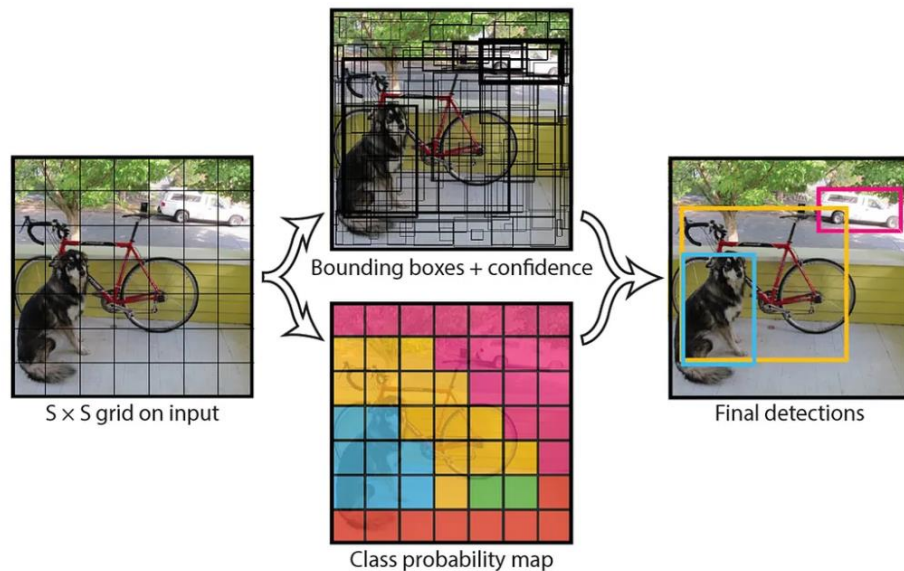 Bounding boxes + confidence
S × S grid on input
Final detections
Class probability map